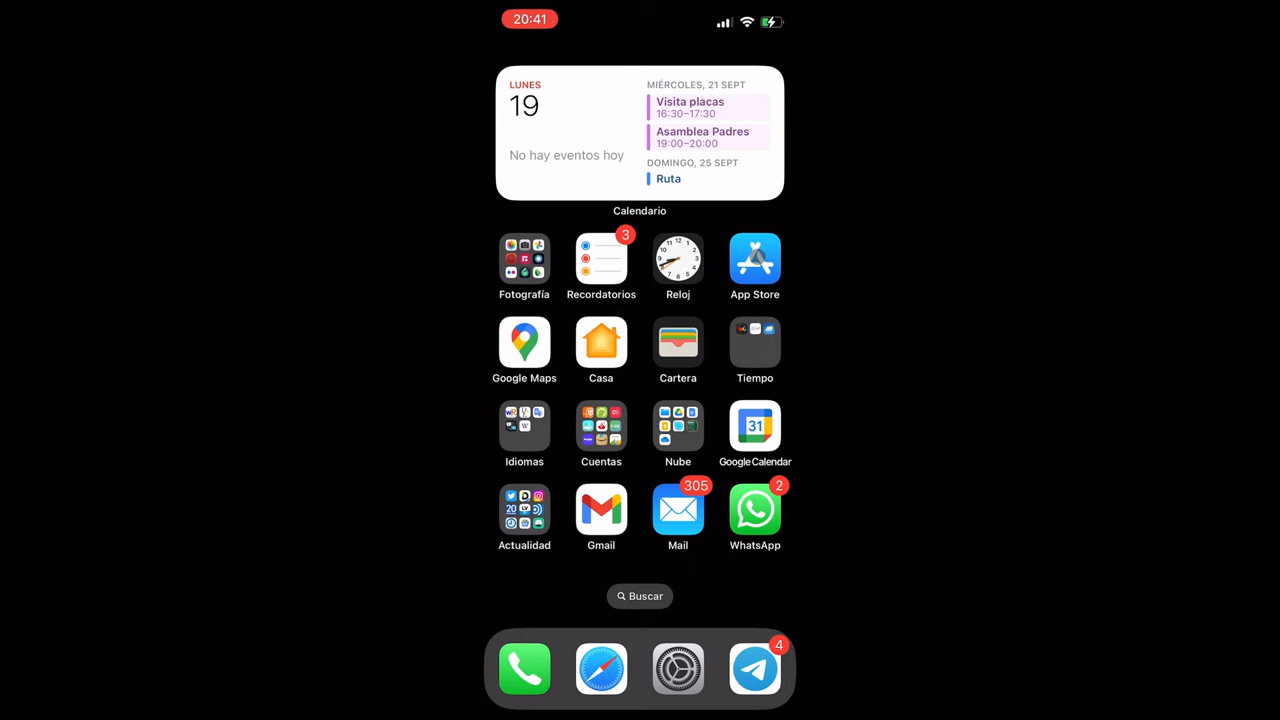 20:41
LUNES
19
No hay eventos hoy
MIÉRCOLES, 21 SEPT
Visita placas
16:30–17:30
Asamblea Padres
19:00–20:00
DOMINGO, 25 SEPT
Ruta
Calendario
3
Fotografía
Recordatorios
Reloj
App Store
Google Maps
Casa
Cartera
Tiempo
31
Idiomas
Cuentas
Nube
Google Calendar
305
2
20
LV
Actualidad
Gmail
Mail
WhatsApp
Buscar
4